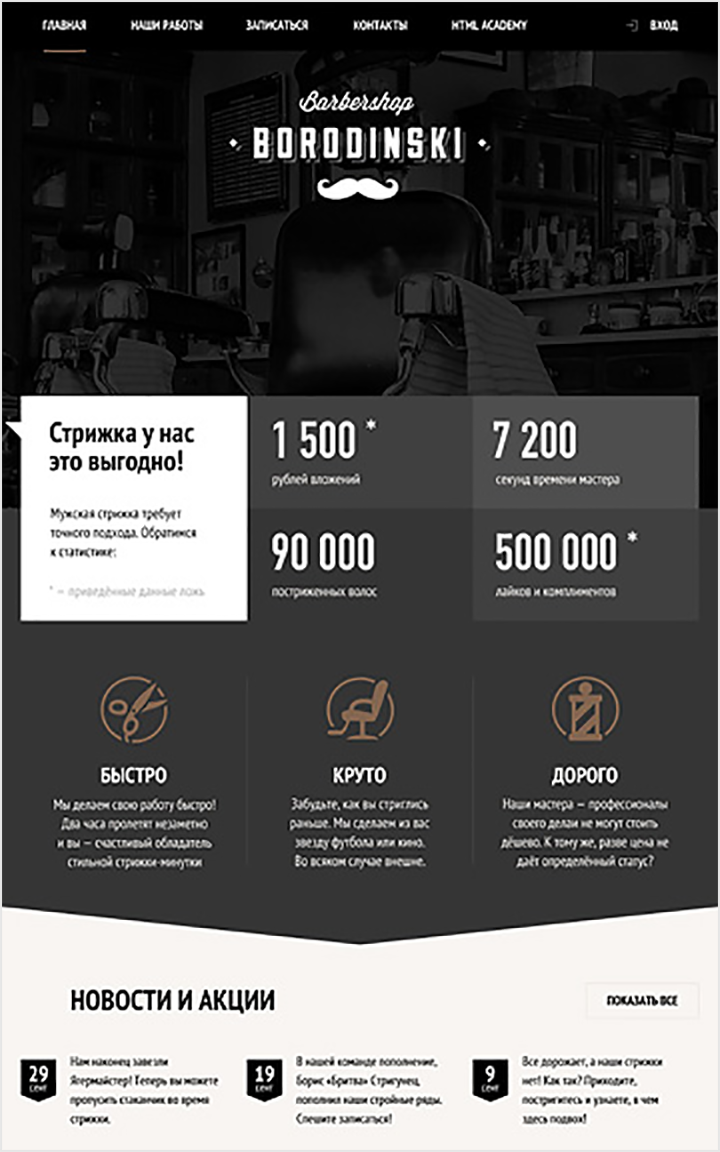 ГЛАВНАЯ НАШИ РАБОТЫ ЗАПИСАТЬСЯ КОНТАКТЫ HTML ACADEMY ВХОД
Barbershop
BORODINSKI
Стрижка у нас
это выгодно!
Мужская стрижка требует
точного подхода. Обратимся
к статистике:
* — приведённые данные ложь
1 500 *
рублей вложений
7 200
секунд времени мастера
90 000
постриженных волос
500 000 *
лайков и комплиментов
БЫСТРО
Мы делаем свою работу быстро!
Два часа пролетят незаметно
и вы — счастливый обладатель
стильной стрижки-минутки
КРУТО
Забудьте, как вы стриглись
раньше. Мы сделаем из вас
звезду футбола или кино.
Во всяком случае внешне.
ДОРОГО
Наши мастера — профессионалы
своего дела и не могут стоить
дёшево. К тому же, разве цена не
даёт определённый статус?
НОВОСТИ И АКЦИИ
ПОКАЗАТЬ ВСЕ
29
сент
Нам наконец завезли
Ягермайстер! Теперь вы можете
пропусить стаканчик во время
стрижки.
19
сент
В нашей команде пополнение,
Борис «Бритва» Стригунец,
пополнил наши стройные ряды.
Спешите записаться!
9
сент
Все дорожает, а наши стрижки
нет! Как так? Приходите,
постригитесь и узнаете, в чем
здесь подвох!